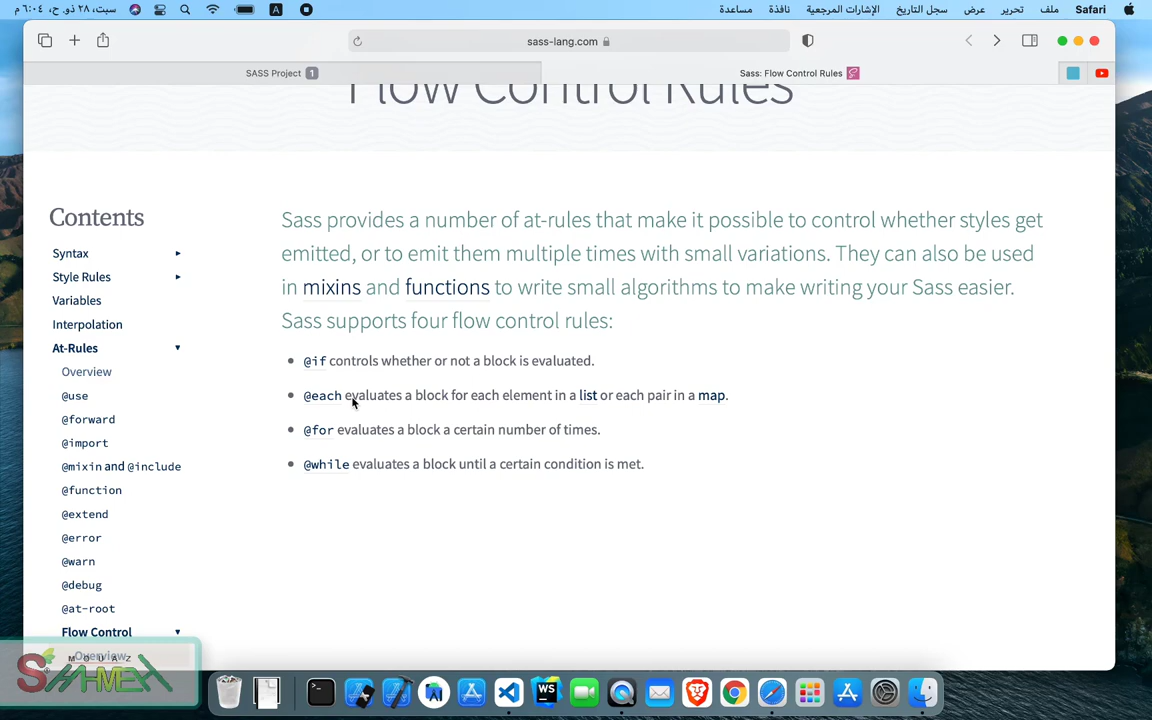 Safari ملف تحرير عرض سجل التاريخ الإشارات المرجعية نافذة مساعدة
سبت، ٢٨ ذو. ح، ٦:٠٤ م
A
sass-lang.com
SASS Project 1
Sass: Flow Control Rules
Flow Control Rules
Contents
Syntax
Style Rules
Variables
Interpolation
At-Rules
Overview
@use
@forward
@import
@mixin and @include
@function
@extend
@error
@warn
@debug
@at-root
Flow Control
Overview
Sass provides a number of at-rules that make it possible to control whether styles get
emitted, or to emit them multiple times with small variations. They can also be used
in mixins and functions to write small algorithms to make writing your Sass easier.
Sass supports four flow control rules:
@if controls whether or not a block is evaluated.
@each evaluates a block for each element in a list or each pair in a map.
@for evaluates a block a certain number of times.
@while evaluates a block until a certain condition is met.
MOUAZ
WS